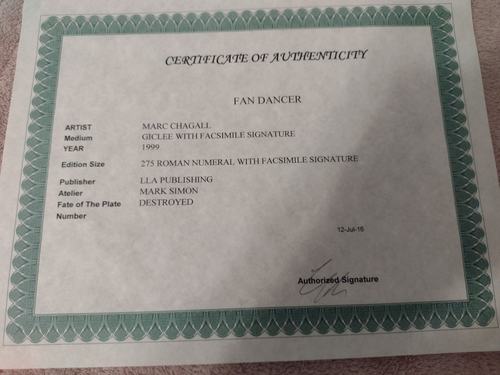 CERTIFICATE OF AUTHENTICITY
FAN DANCER
ARTIST MARC CHAGALL
Medium GICLEE WITH FACSIMILE SIGNATURE
YEAR 1999
Edition Size 275 ROMAN NUMERAL WITH FACSIMILE SIGNATURE
Publisher LLA PUBLISHING
Atelier MARK SIMON
Fate of The Plate DESTROYED
Number
12-Jul-16
Authorized Signature